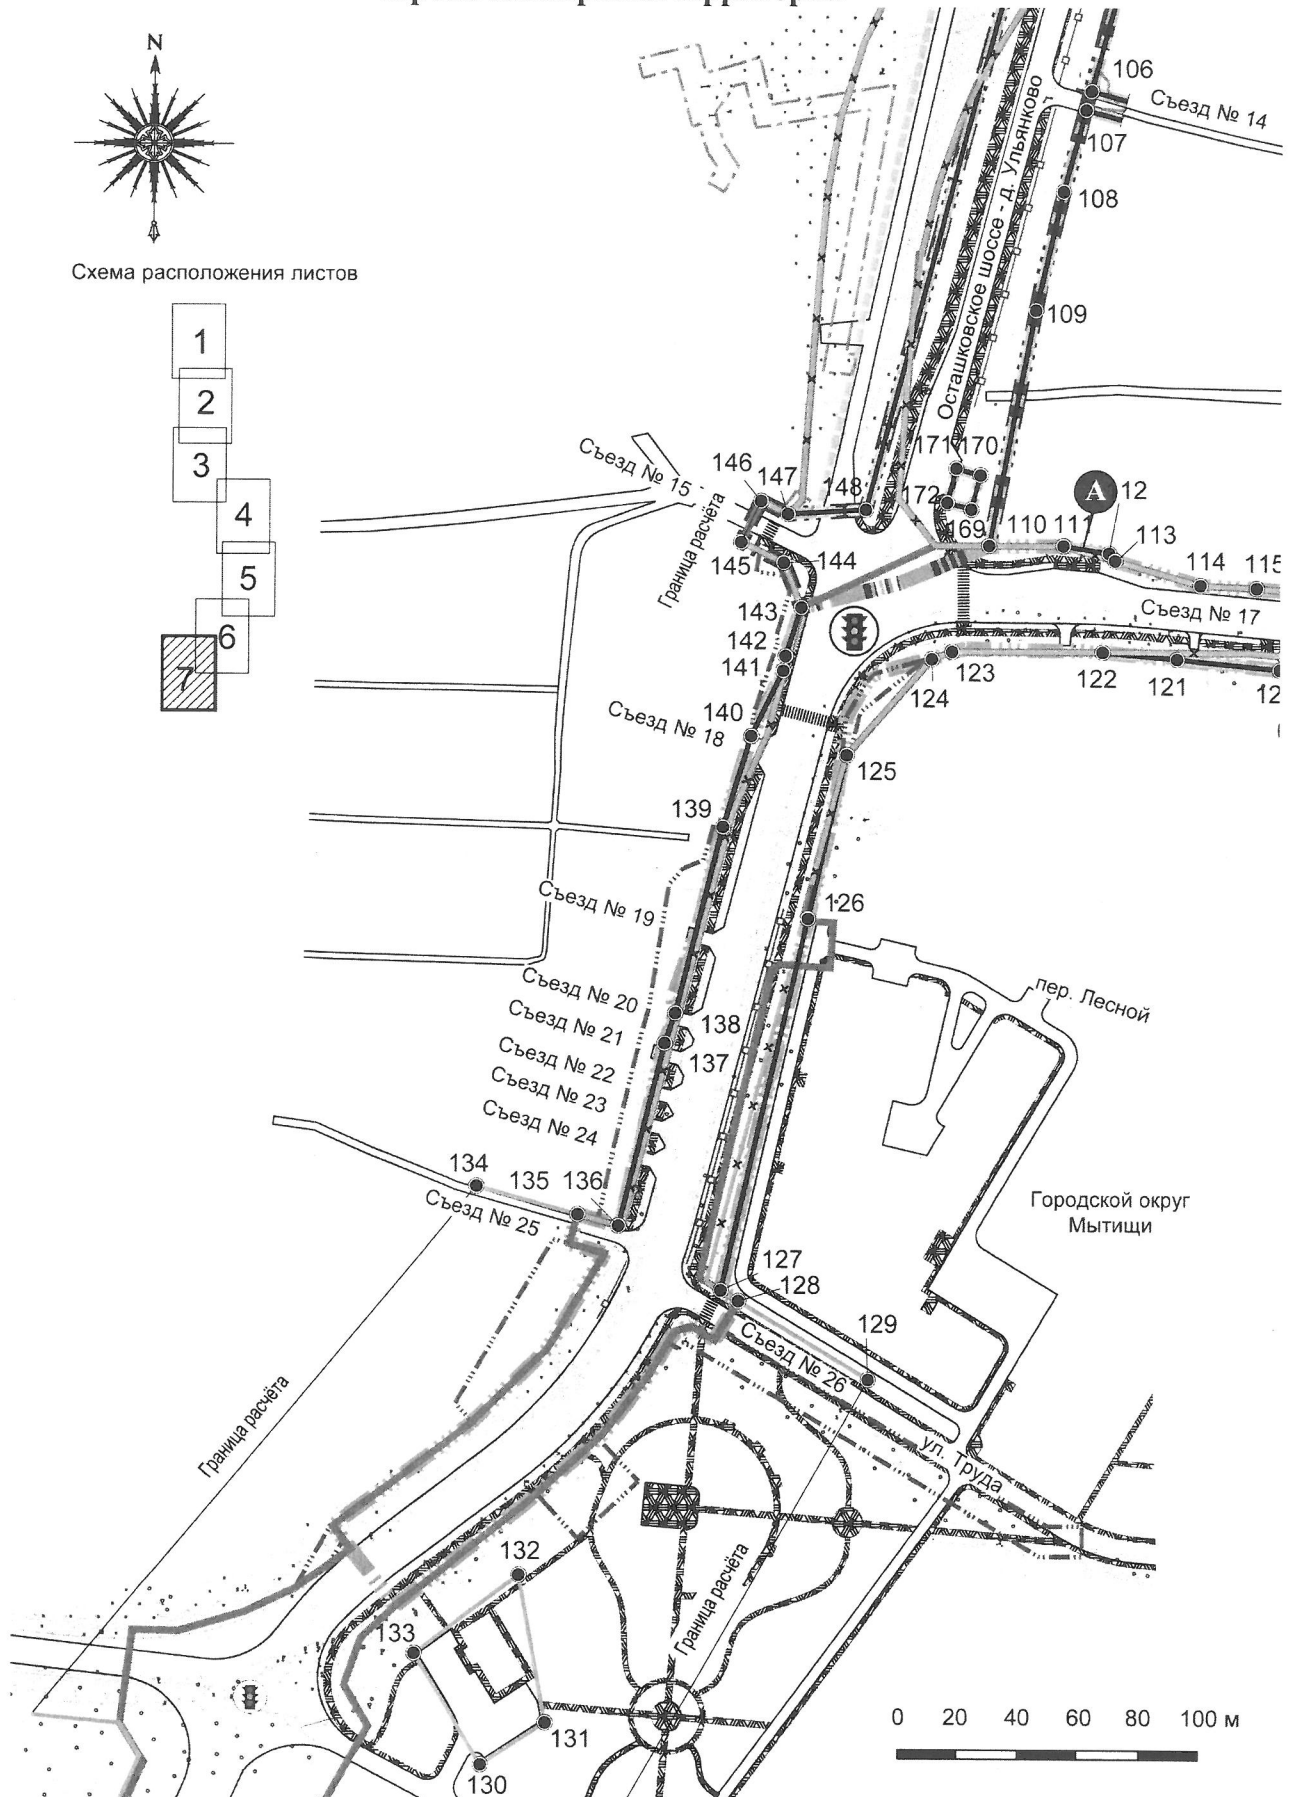 N
Схема расположения листов
1
2
3
4
5
6
7
106
Съезд № 14
107
108
109
Осташковское шоссе - д. Ульянково
Съезд № 15
146
147
148
171
170
172
169
110
111
А
12
113
114
115
Граница расчёта
145
144
143
142
141
Съезд № 17
123
124
122
121
12
140
Съезд № 18
125
139
Съезд № 19
126
пер. Лесной
Съезд № 20
138
Съезд № 21
137
Съезд № 22
Съезд № 23
Съезд № 24
134
135
136
Съезд № 25
Городской округ
Мытищи
127
128
129
Съезд № 26
Граница расчёта
ул. Труда
132
Граница расчёта
133
131
130
0 20 40 60 80 100 м